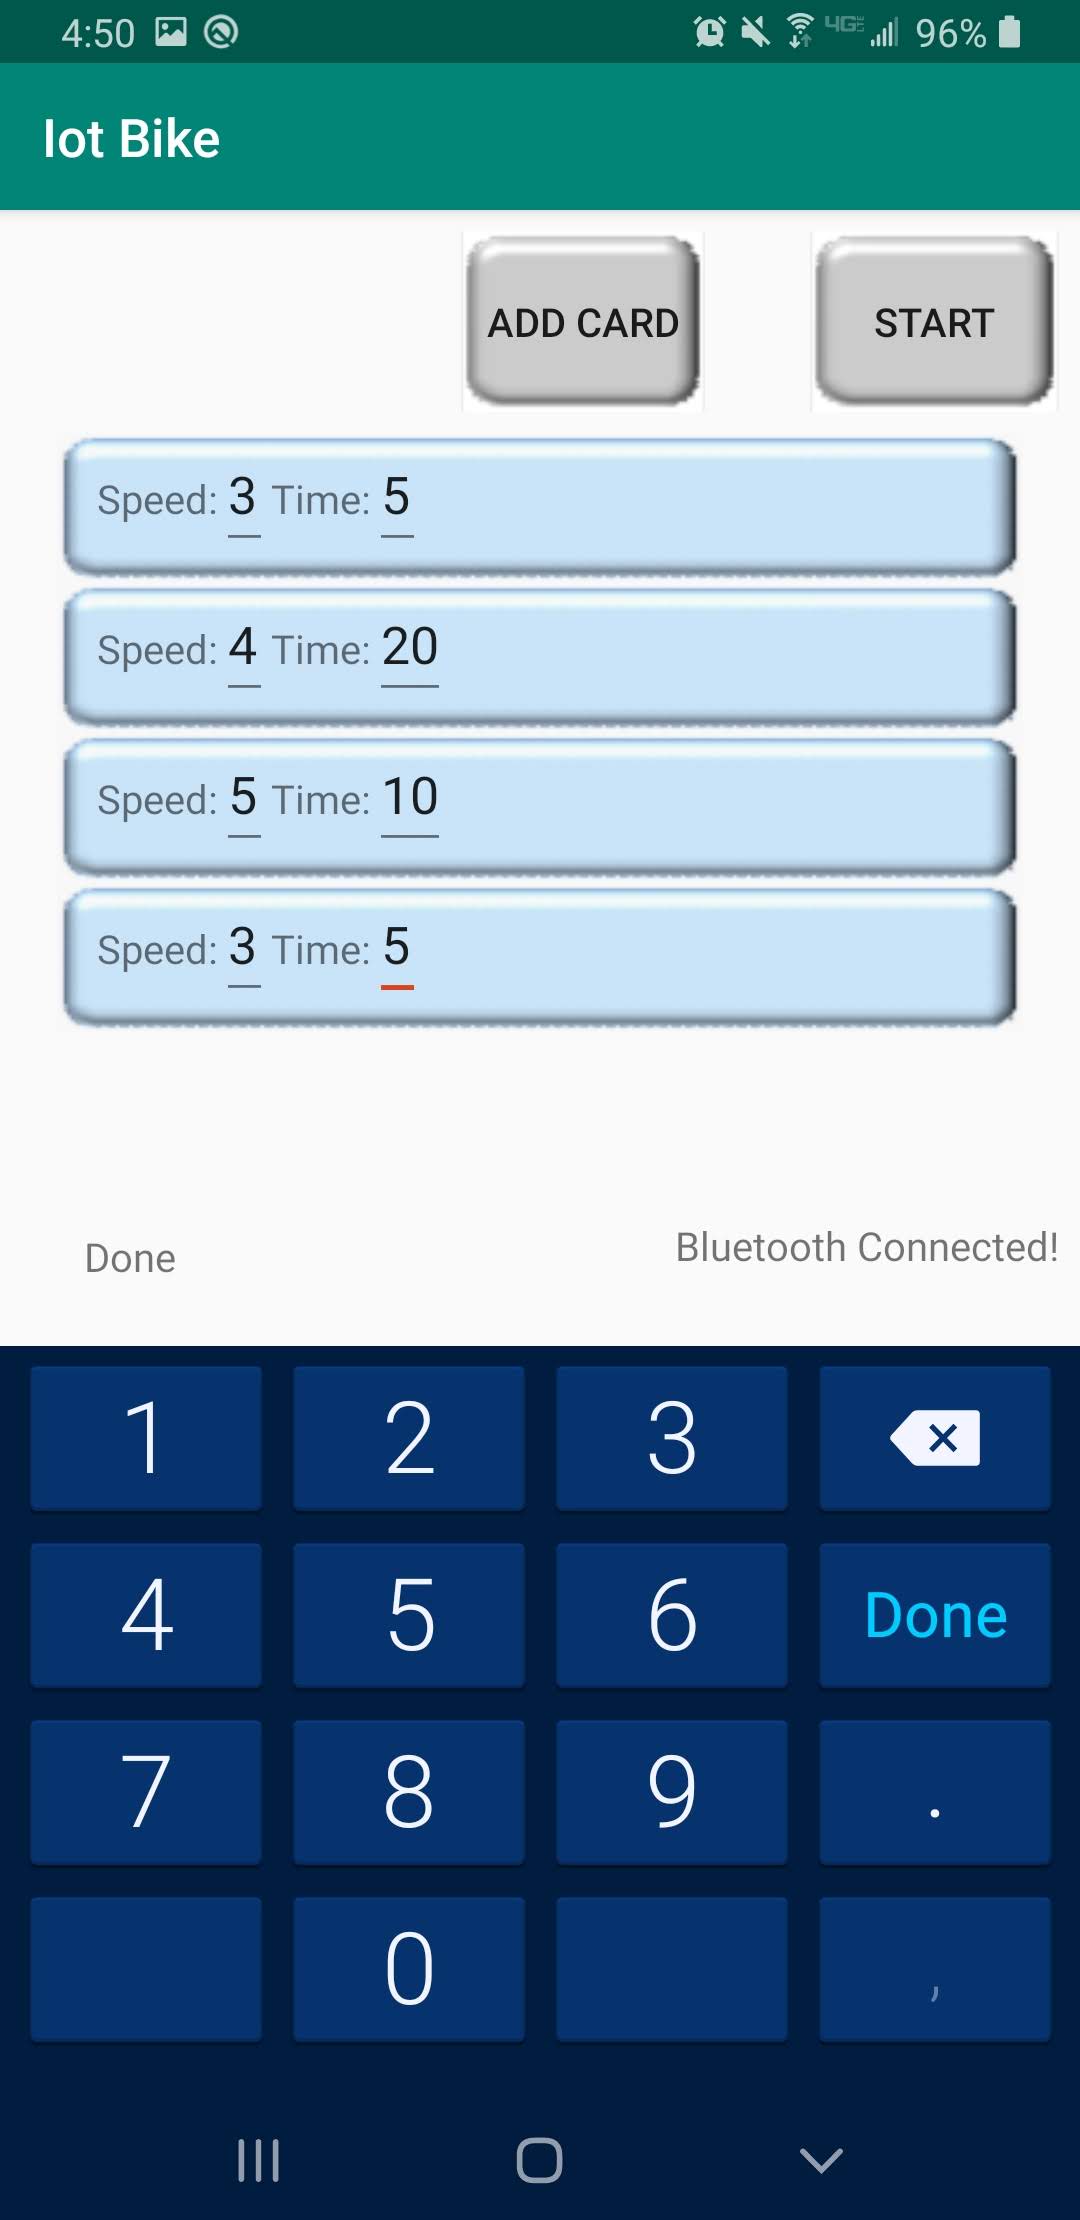 4:50 4G LTE 96%
Iot Bike
ADD CARD START
Speed: 3 Time: 5
Speed: 4 Time: 20
Speed: 5 Time: 10
Speed: 3 Time: 5
Done Bluetooth Connected!
1 2 3
4 5 6 Done
7 8 9 .
0 ,